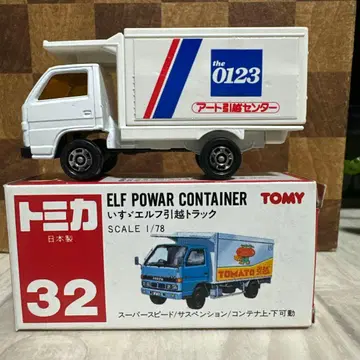 the
0123
アート引越センター
トミカ
日本製
32
ELF POWAR CONTAINER
TOMY
いすゞエルフ引越トラック
SCALE 1/78
TOMATO 引越
スーパースピード/サスペンション/コンテナ上・下可動